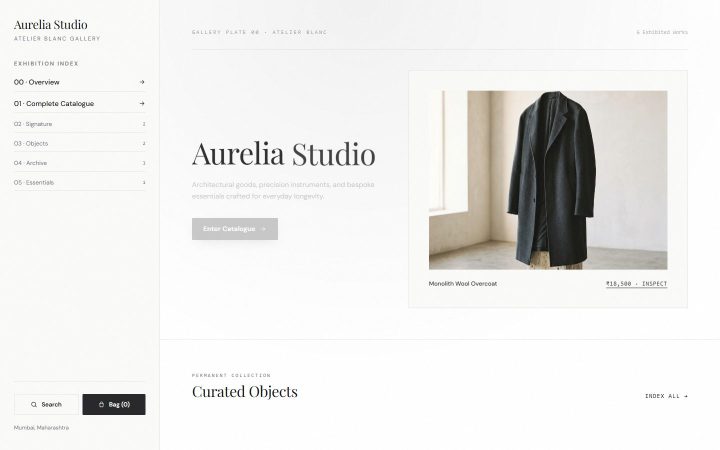 Aurelia Studio
ATELIER BLANC GALLERY
EXHIBITION INDEX
00 · Overview →
01 · Complete Catalogue →
02 · Signature 2
03 · Objects 2
04 · Archive
05 · Essentials
Search
Bag (0)
Mumbai, Maharashtra
GALLERY PLATE 00 · ATELIER BLANC
6 Exhibited Works
Aurelia Studio
Architectural goods, precision instruments, and bespoke
essentials crafted for everyday longevity.
Enter Catalogue →
Monolith Wool Overcoat
₹18,500 · INSPECT
PERMANENT COLLECTION
Curated Objects
INDEX ALL →